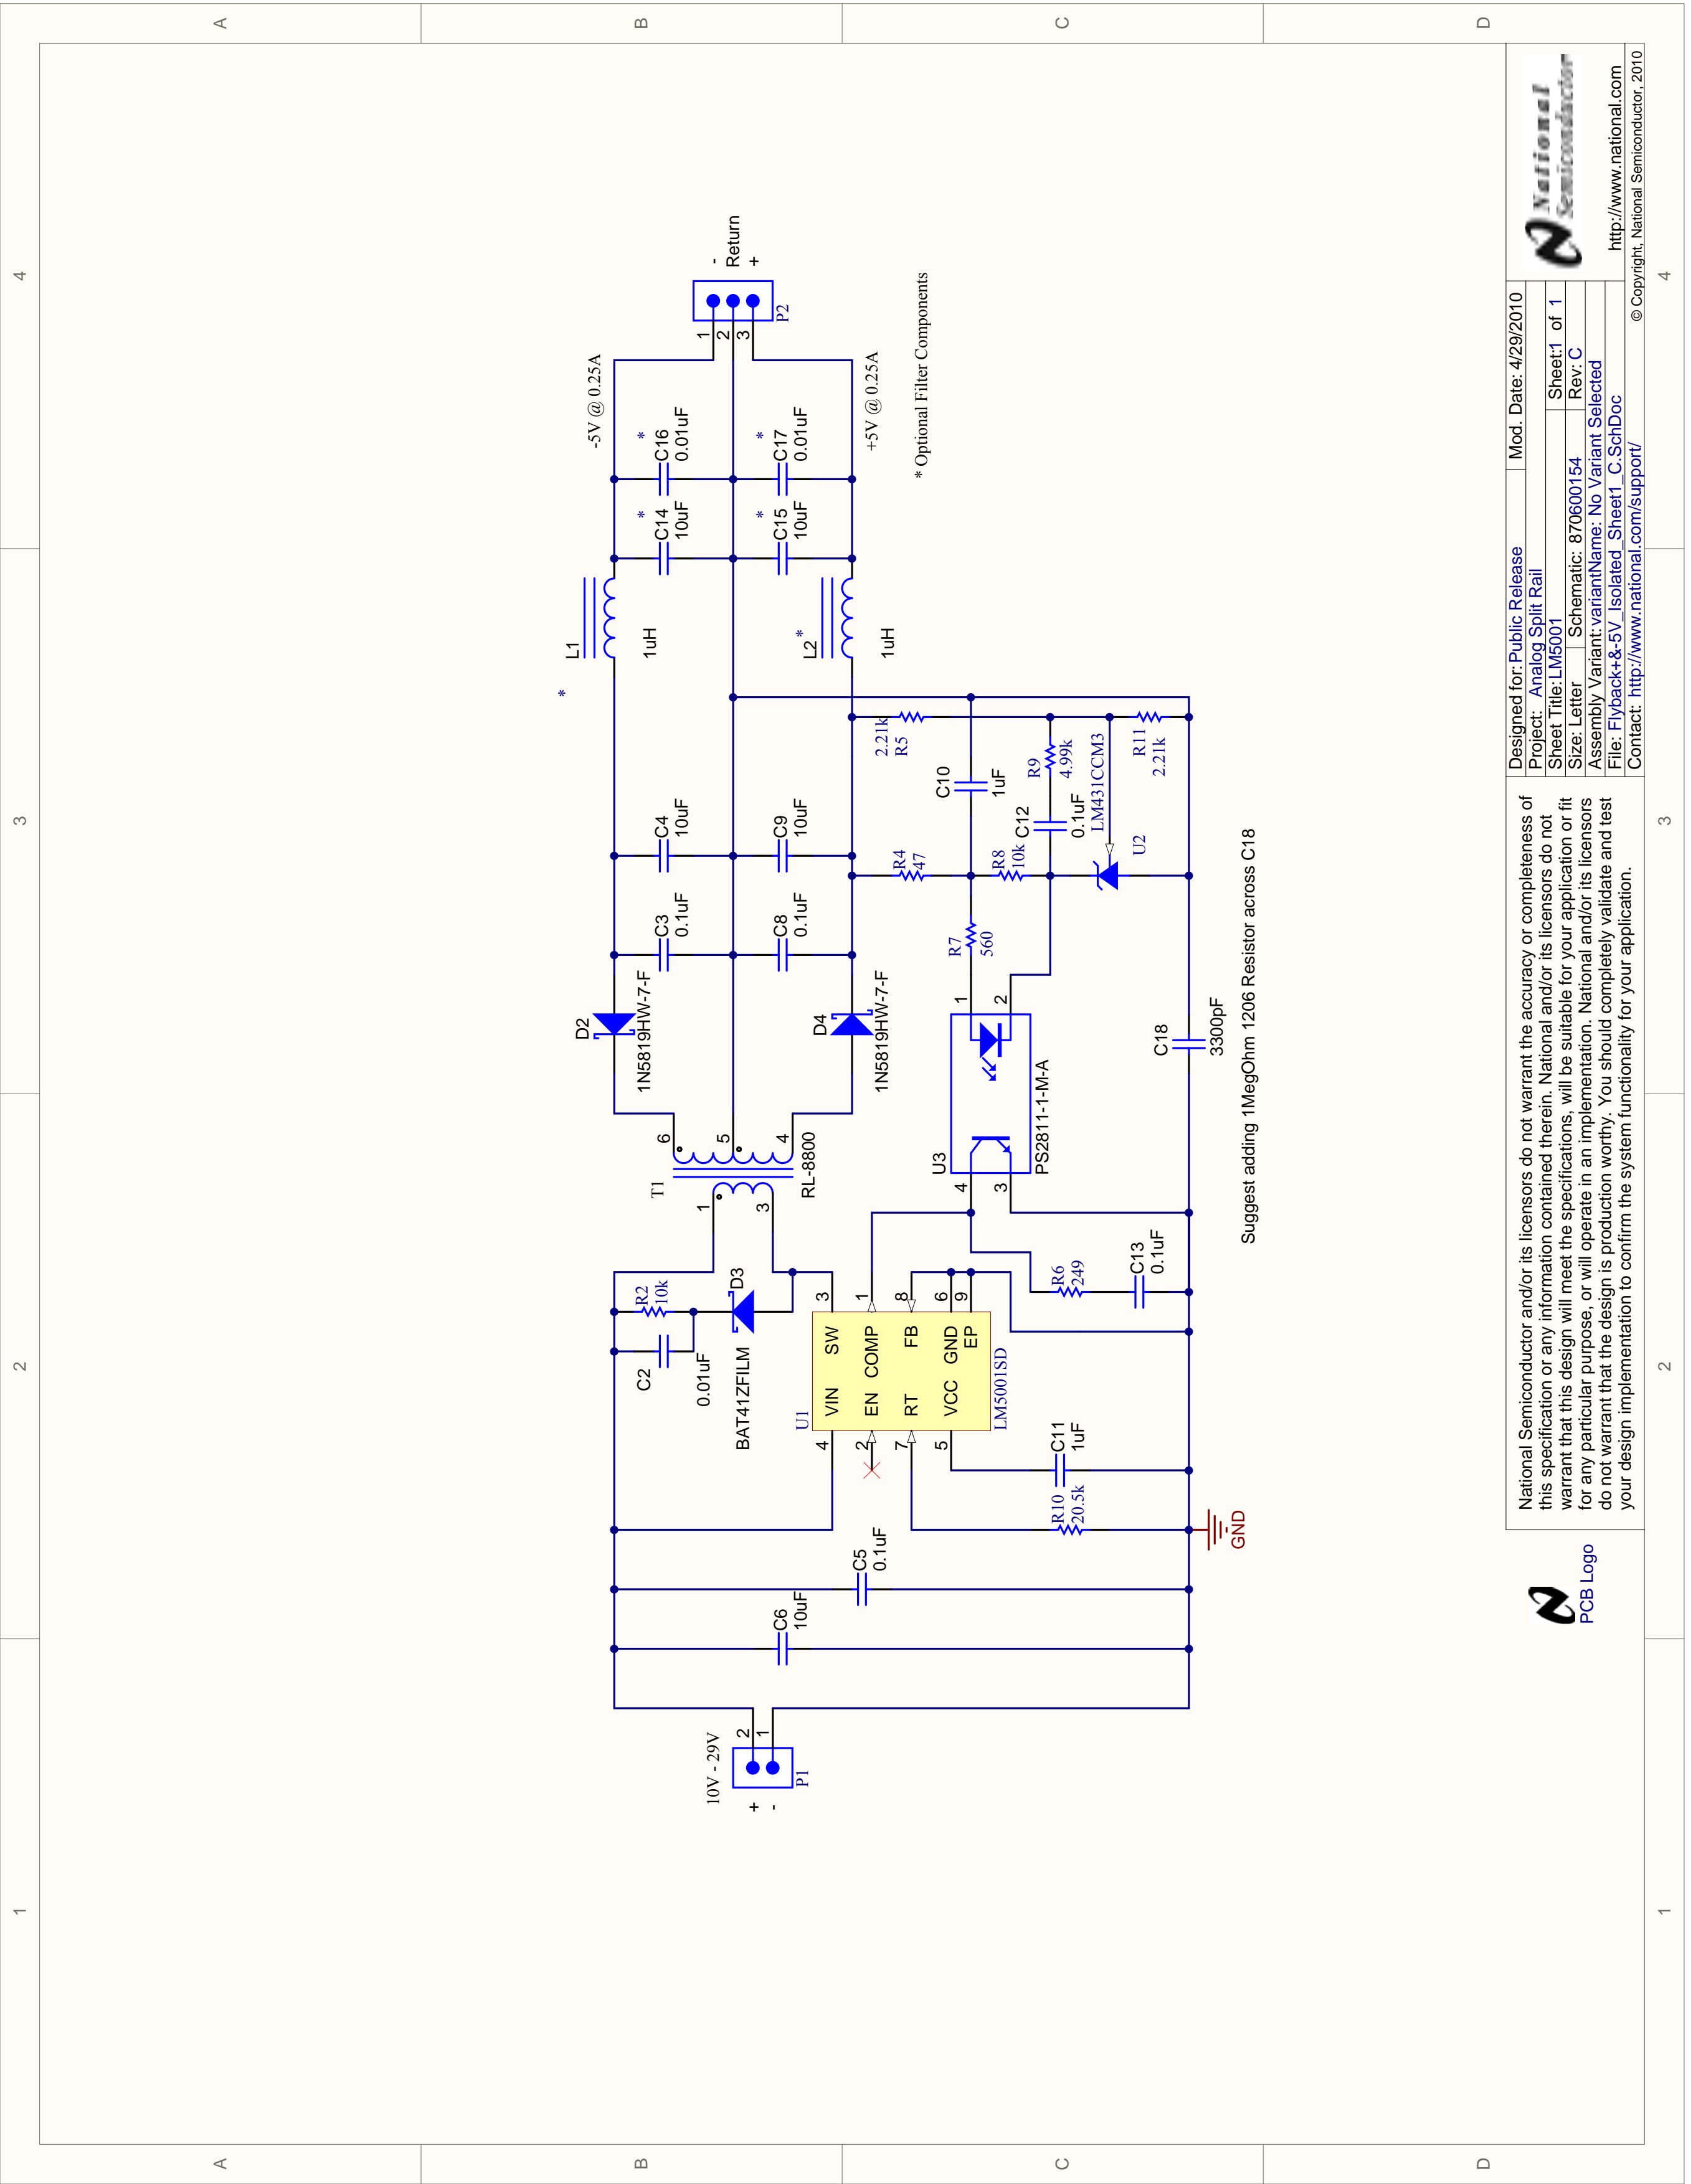 1
2
3
4
A
B
C
D
A
B
C
D
1
2
3
4
10V - 29V
+
-
2
1
P1
C6
10uF
C5
0.1uF
GND
R10
20.5k
C11
1uF
U1
4
VIN
SW
3
2
EN
COMP
1
7
RT
FB
8
5
VCC
GND
6
EP
9
LM5001SD
C2
0.01uF
R2
10k
D3
BAT41ZFILM
T1
1
3
6
5
4
RL-8800
R6
249
C13
0.1uF
U3
4
3
1
2
PS2811-1-M-A
D2
1N5819HW-7-F
D4
1N5819HW-7-F
C3
0.1uF
C8
0.1uF
C4
10uF
C9
10uF
R7
560
R4
47
R8
10k
C10
1uF
C12
0.1uF
R9
4.99k
2.21k
R5
LM431CCM3
U2
R11
2.21k
C18
3300pF
Suggest adding 1MegOhm 1206 Resistor across C18
*
L1
1uH
*
L2
1uH
*
C14
10uF
*
C15
10uF
*
C16
0.01uF
*
C17
0.01uF
-5V @ 0.25A
+5V @ 0.25A
* Optional Filter Components
1
2
3
P2
-
Return
+
PCB Logo
National Semiconductor and/or its licensors do not warrant the accuracy or completeness of
this specification or any information contained therein. National and/or its licensors do not
warrant that this design will meet the specifications, will be suitable for your application or fit
for any particular purpose, or will operate in an implementation. National and/or its licensors
do not warrant that the design is production worthy. You should completely validate and test
your design implementation to confirm the system functionality for your application.
Designed for: Public Release
Mod. Date: 4/29/2010
Project: Analog Split Rail
Sheet Title: LM5001
Sheet:1 of 1
Size: Letter
Schematic: 870600154
Rev: C
Assembly Variant: variantName: No Variant Selected
File: Flyback+&-5V_Isolated_Sheet1_C.SchDoc
Contact: http://www.national.com/support/
National
Semiconductor
http://www.national.com
© Copyright, National Semiconductor, 2010